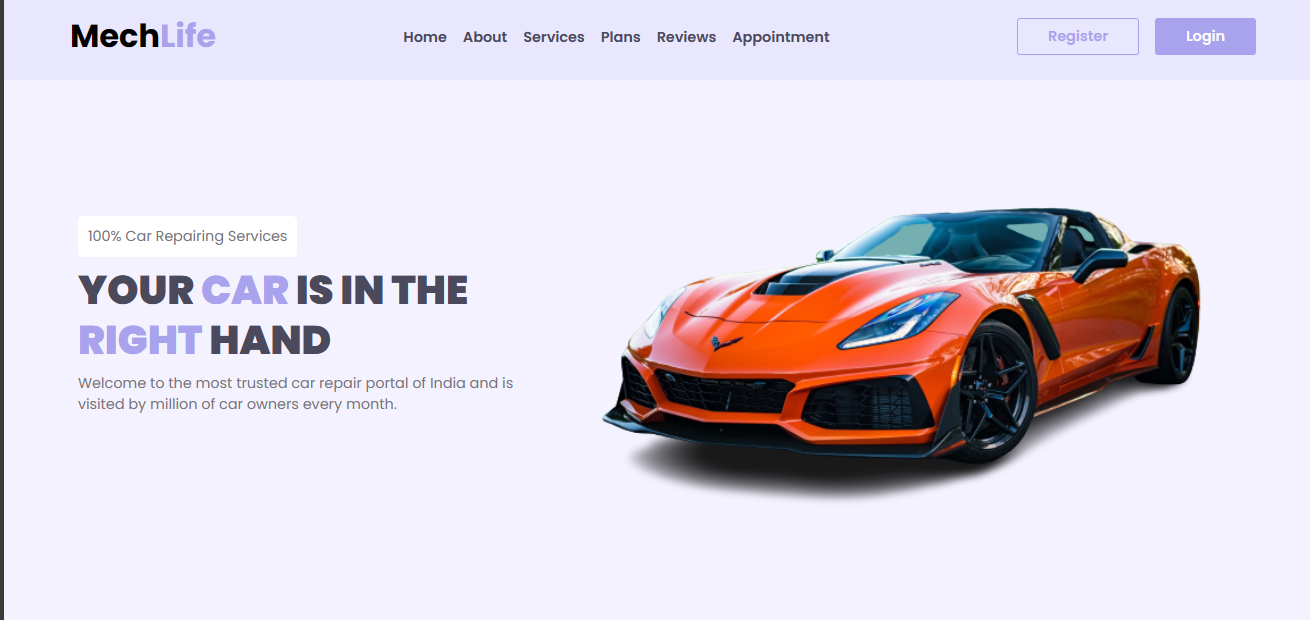 MechLife
Home About Services Plans Reviews Appointment
Register
Login
100% Car Repairing Services
YOUR CAR IS IN THE
RIGHT HAND
Welcome to the most trusted car repair portal of India and is
visited by million of car owners every month.